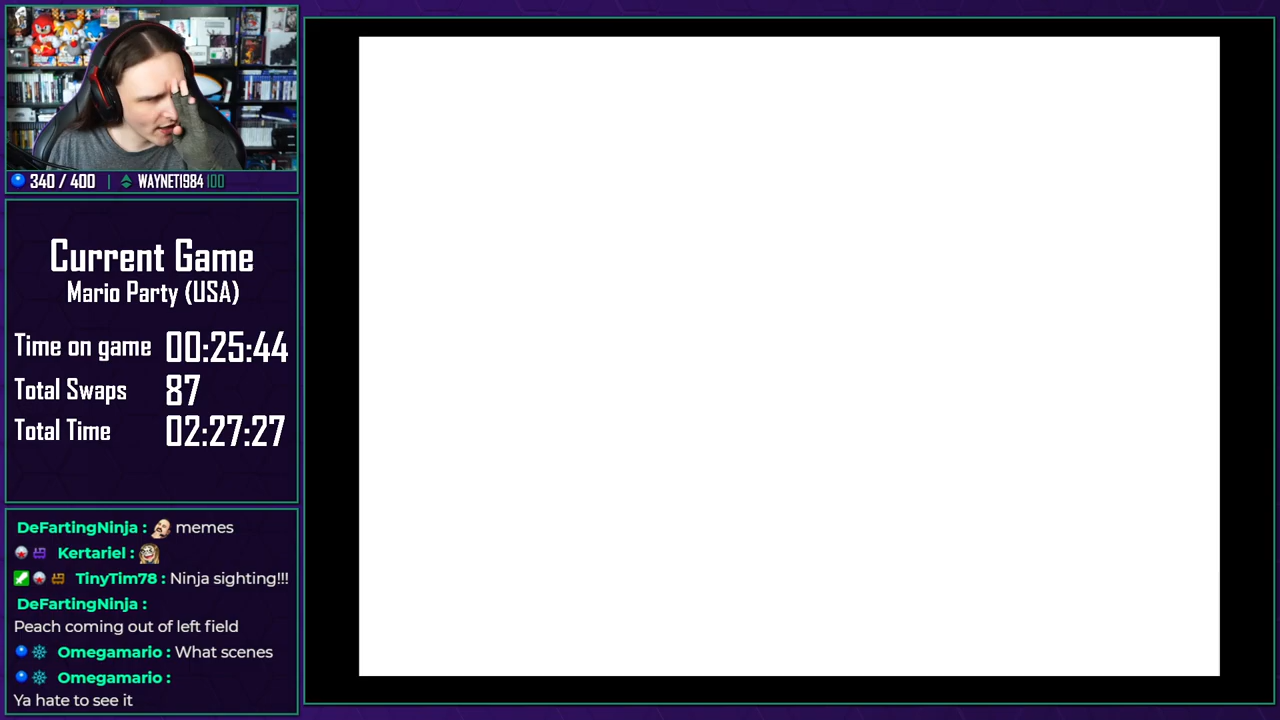 340 / 400 | WAYNET1984 100
Current Game
Mario Party (USA)
Time on game 00:25:44
Total Swaps 87
Total Time 02:27:27
DeFartingNinja : memes
Kertariel :
TinyTim78 : Ninja sighting!!!
DeFartingNinja :
Peach coming out of left field
Omegamario : What scenes
Omegamario :
Ya hate to see it